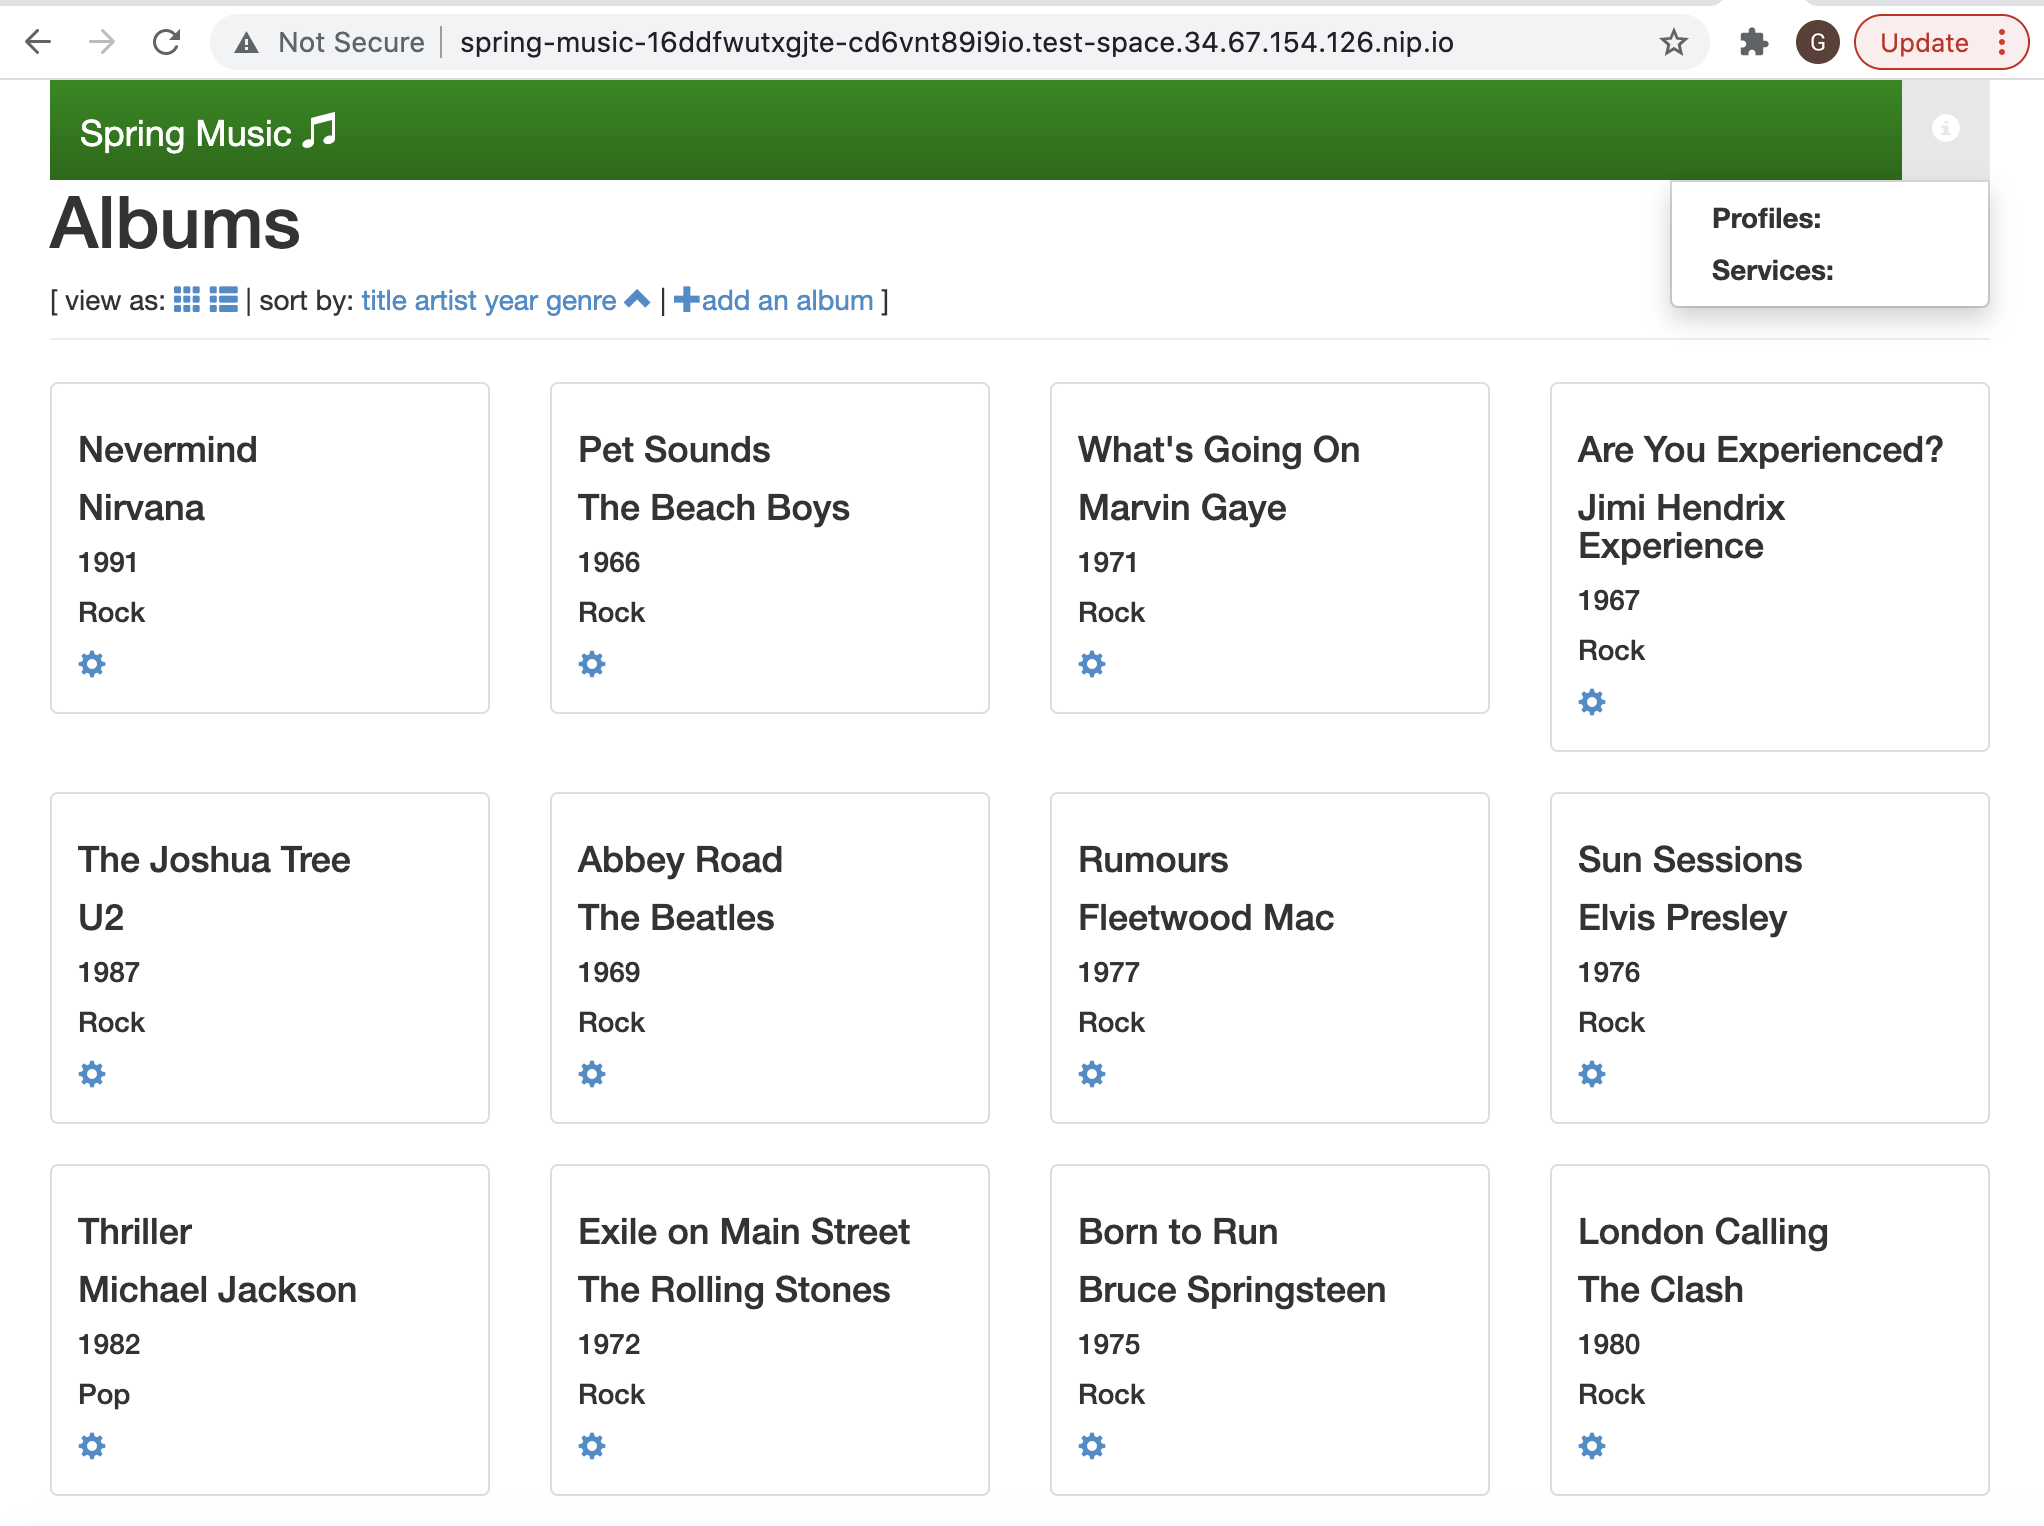 Not Secure | spring-music-16ddfwutxgjte-cd6vnt89i9io.test-space.34.67.154.126.nip.io G Update
Spring Music
Profiles:
Services:
Albums
[ view as: | sort by: title artist year genre | add an album ]
Nevermind
Nirvana
1991
Rock
Pet Sounds
The Beach Boys
1966
Rock
What's Going On
Marvin Gaye
1971
Rock
Are You Experienced?
Jimi Hendrix
Experience
1967
Rock
The Joshua Tree
U2
1987
Rock
Abbey Road
The Beatles
1969
Rock
Rumours
Fleetwood Mac
1977
Rock
Sun Sessions
Elvis Presley
1976
Rock
Thriller
Michael Jackson
1982
Pop
Exile on Main Street
The Rolling Stones
1972
Rock
Born to Run
Bruce Springsteen
1975
Rock
London Calling
The Clash
1980
Rock